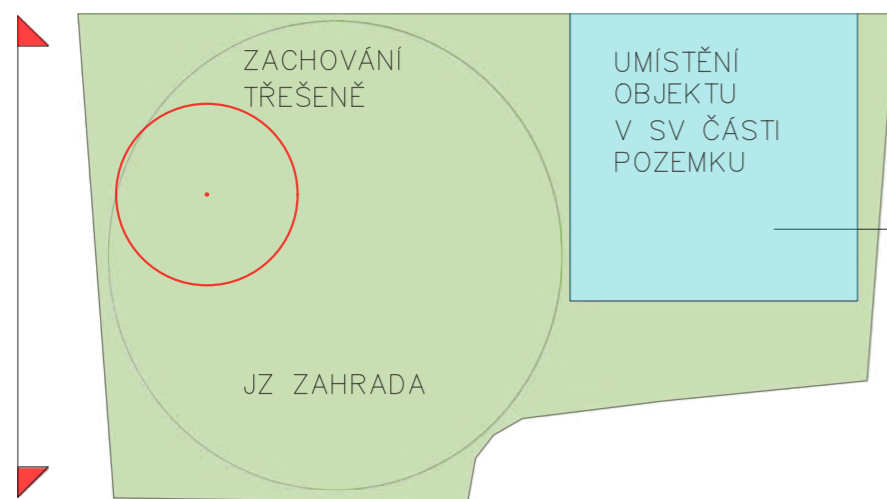 ZACHOVÁNÍ
TŘEŠENĚ
UMÍSTĚNÍ
OBJEKTU
V SV ČÁSTI
POZEMKU
JZ ZAHRADA